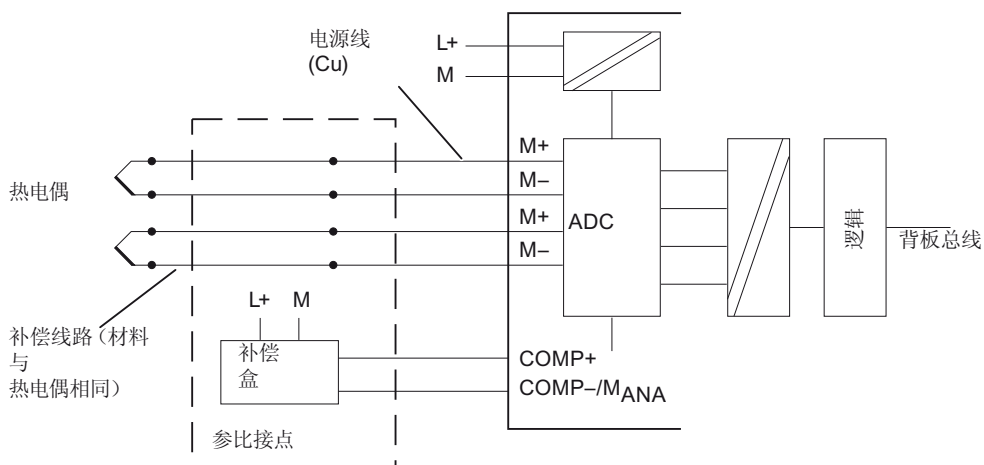 电源线
(Cu)
L+
M
M+
M−
M+
M−
热电偶
ADC
逻辑
背板总线
补偿线路（材料
与
热电偶相同）
L+ M
补偿
盒
COMP+
COMP−/MANA
参比接点